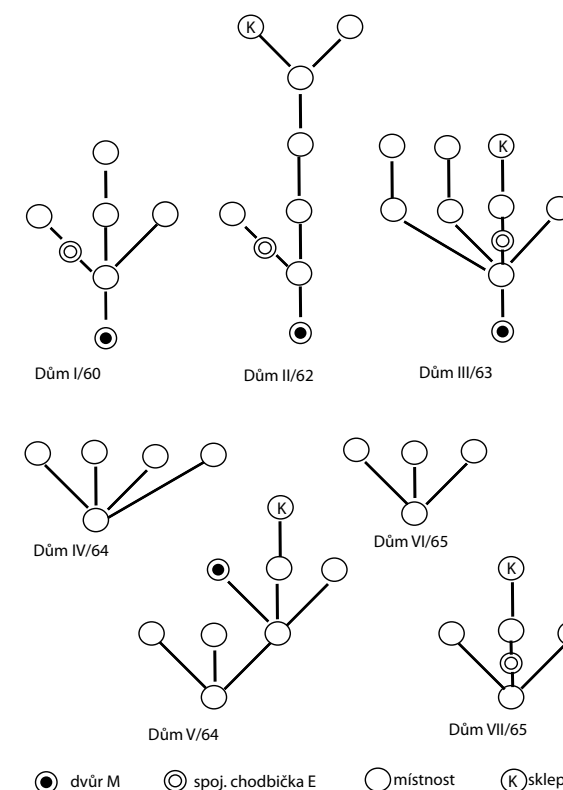 K
K
Dům I/60
Dům II/62
Dům III/63
Dům IV/64
Dům VI/65
K
K
Dům V/64
Dům VII/65
dvůr M
spoj. chodbička E
místnost
K sklep